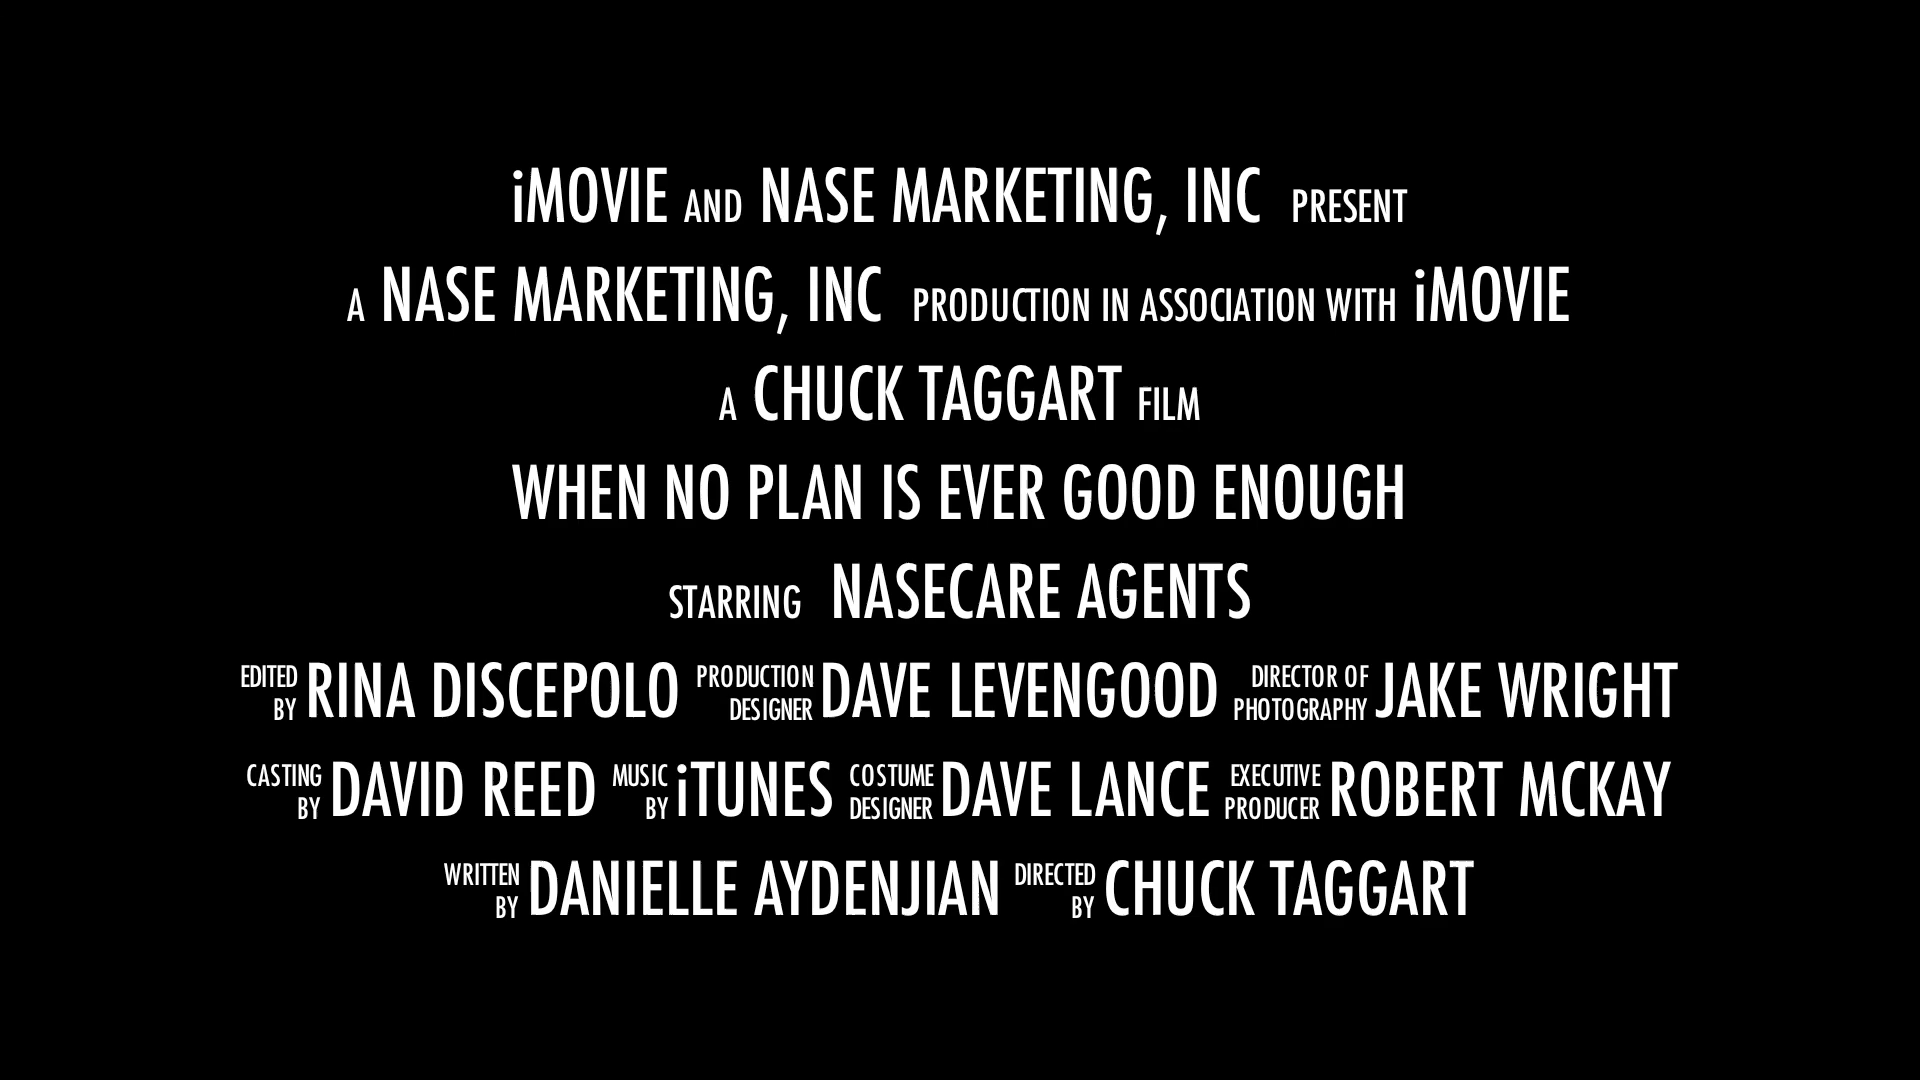 iMOVIE AND NASE MARKETING, INC PRESENT
A NASE MARKETING, INC PRODUCTION IN ASSOCIATION WITH iMOVIE
A CHUCK TAGGART FILM
WHEN NO PLAN IS EVER GOOD ENOUGH
STARRING NASECARE AGENTS
EDITED BY RINA DISCEPOLO PRODUCTION DESIGNER DAVE LEVENGOOD DIRECTOR OF PHOTOGRAPHY JAKE WRIGHT
CASTING BY DAVID REED MUSIC BY iTUNES COSTUME DESIGNER DAVE LANCE EXECUTIVE PRODUCER ROBERT MCKAY
WRITTEN BY DANIELLE AYDENJIAN DIRECTED BY CHUCK TAGGART